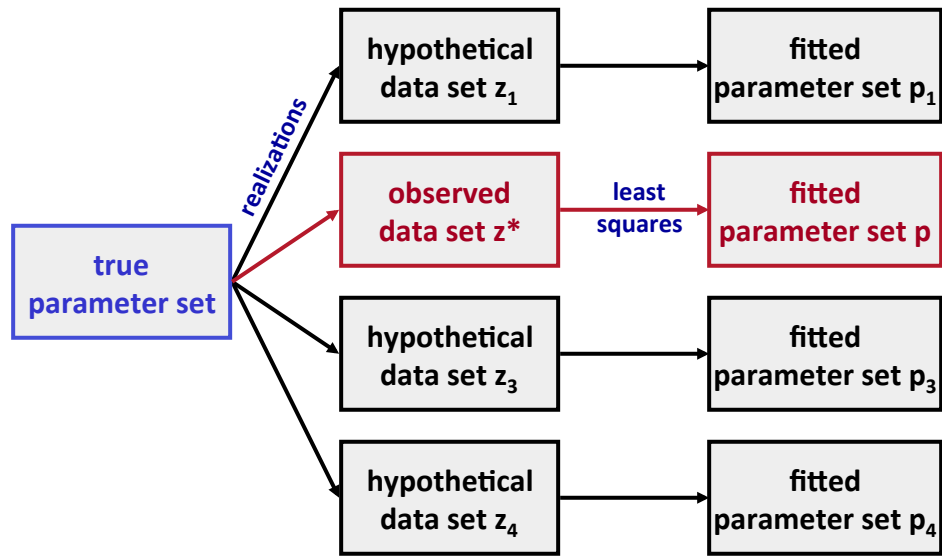 true
parameter set
realizations
hypothetical
data set z₁
fitted
parameter set p₁
observed
data set z*
least
squares
fitted
parameter set p
hypothetical
data set z₃
fitted
parameter set p₃
hypothetical
data set z₄
fitted
parameter set p₄